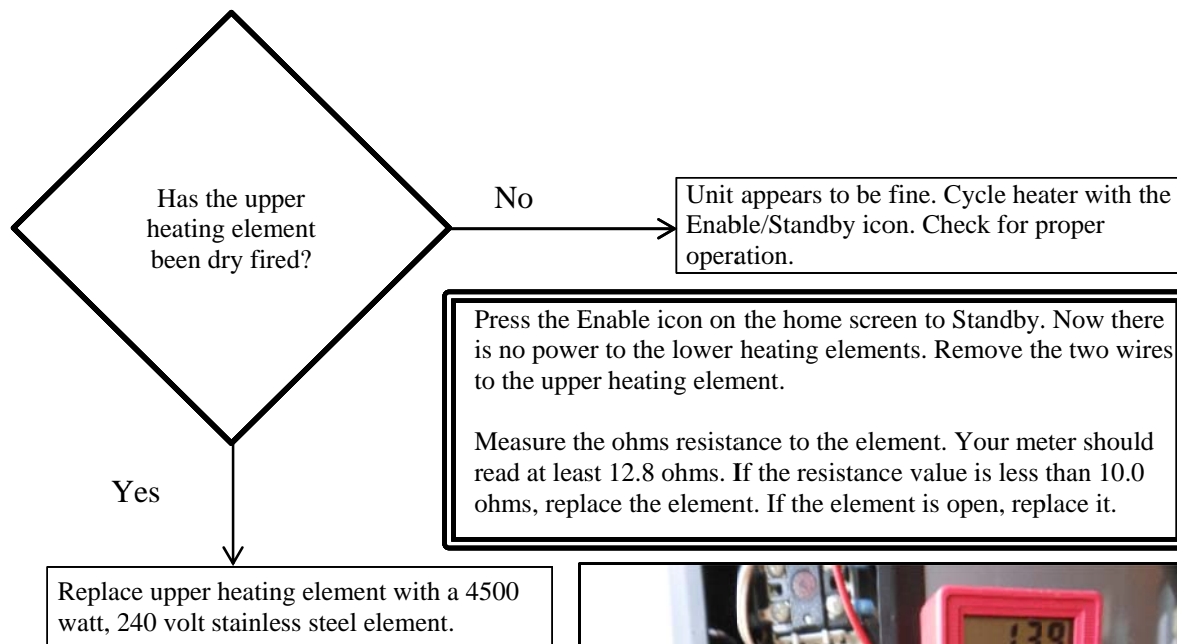 Has the upper
heating element
been dry fired?
No
Unit appears to be fine. Cycle heater with the
Enable/Standby icon. Check for proper
operation.
Press the Enable icon on the home screen to Standby. Now there
is no power to the lower heating elements. Remove the two wires
to the upper heating element.
Measure the ohms resistance to the element. Your meter should
read at least 12.8 ohms. If the resistance value is less than 10.0
ohms, replace the element. If the element is open, replace it.
Yes
Replace upper heating element with a 4500
watt, 240 volt stainless steel element.